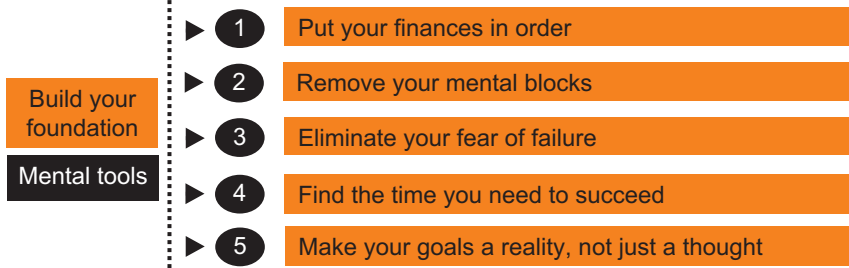 Build your
foundation
Mental tools
1 Put your finances in order
2 Remove your mental blocks
3 Eliminate your fear of failure
4 Find the time you need to succeed
5 Make your goals a reality, not just a thought